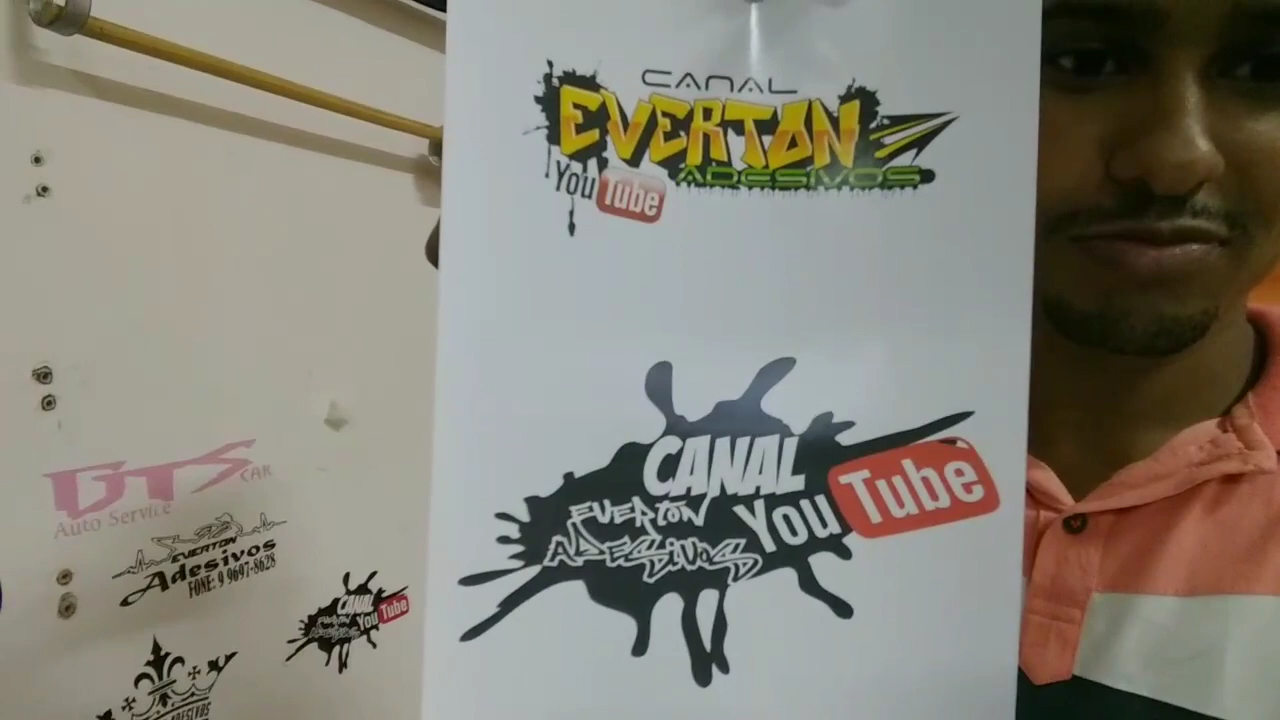 CANAL
EVERTON
ADESIVOS
YouTube
CANAL
YouTube
EVERTON
ADESIVOS
GTS CAR
Auto Service
EVERTON
Adesivos
FONE: 9 9697-8628
CANAL
YouTube
ADESIVOS